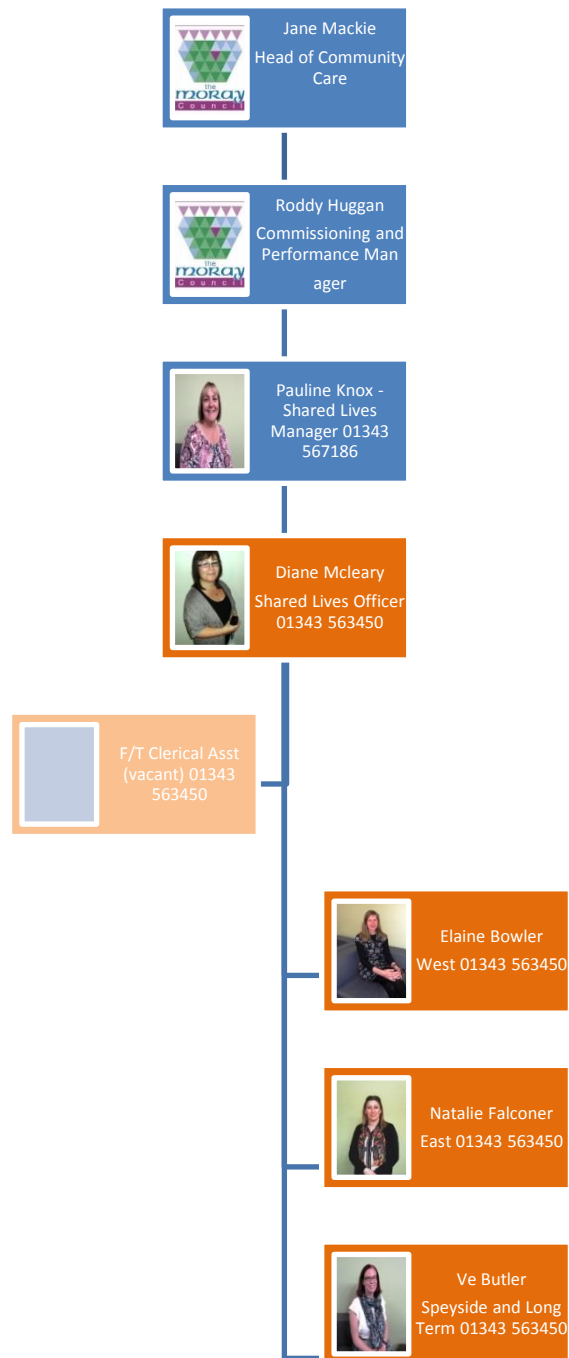 Jane Mackie
Head of Community
Care
the
moray
Council
Roddy Huggan
Commissioning and
Performance Man
ager
the
moray
Council
Pauline Knox -
Shared Lives
Manager 01343
567186
Diane Mcleary
Shared Lives Officer
01343 563450
F/T Clerical Asst
(vacant) 01343
563450
Elaine Bowler
West 01343 563450
Natalie Falconer
East 01343 563450
Ve Butler
Speyside and Long
Term 01343 563450